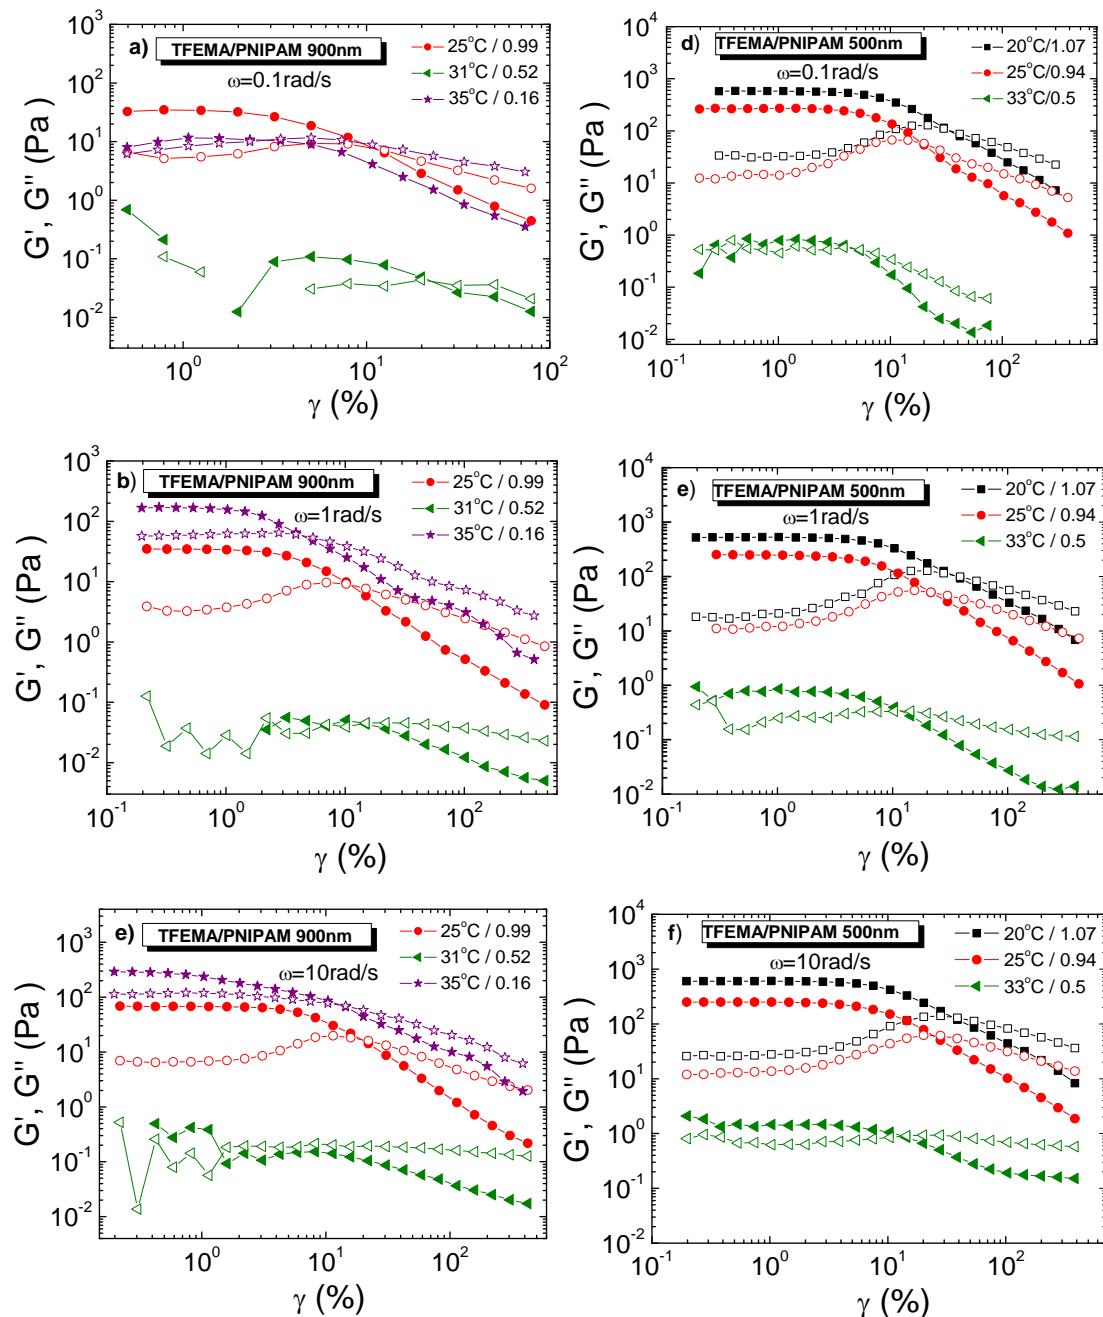 a) TFEMA/PNIPAM 900nm
ω=0.1rad/s
25°C / 0.99
31°C / 0.52
35°C / 0.16
10³
10²
10¹
10⁰
10⁻¹
10⁻²
G', G" (Pa)
10⁰ 10¹ 10²
γ (%)
d) TFEMA/PNIPAM 500nm
ω=0.1rad/s
20°C/1.07
25°C/0.94
33°C/0.5
10⁴
10³
10²
10¹
10⁰
10⁻¹
10⁻²
10⁻¹ 10⁰ 10¹ 10²
γ (%)
b) TFEMA/PNIPAM 900nm
ω=1rad/s
25°C / 0.99
31°C / 0.52
35°C / 0.16
10³
10²
10¹
10⁰
10⁻¹
10⁻²
G', G" (Pa)
10⁻¹ 10⁰ 10¹ 10²
γ (%)
e) TFEMA/PNIPAM 500nm
ω=1rad/s
20°C / 1.07
25°C / 0.94
33°C / 0.5
10⁴
10³
10²
10¹
10⁰
10⁻¹
10⁻²
G', G" (Pa)
10⁻¹ 10⁰ 10¹ 10²
γ (%)
e) TFEMA/PNIPAM 900nm
ω=10rad/s
25°C / 0.99
31°C / 0.52
35°C / 0.16
10³
10²
10¹
10⁰
10⁻¹
10⁻²
G', G" (Pa)
10⁰ 10¹ 10²
γ (%)
f) TFEMA/PNIPAM 500nm
ω=10rad/s
20°C / 1.07
25°C / 0.94
33°C / 0.5
10⁴
10³
10²
10¹
10⁰
10⁻¹
10⁻²
G', G" (Pa)
10⁻¹ 10⁰ 10¹ 10²
γ (%)